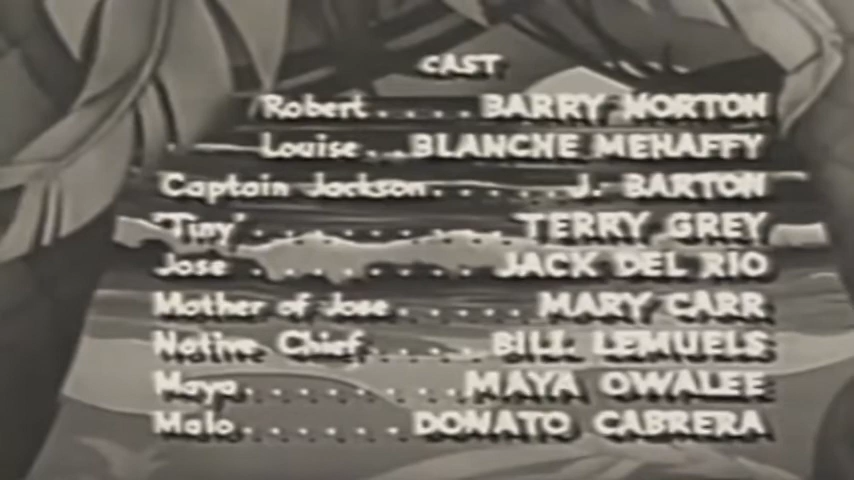 CAST
Robert.....BARRY NORTON
Louise...BLANCHE MEHAFFY
Captain Jackson......J. BARTON
"Tiny".........TERRY GREY
Jose.........JACK DEL RIO
Mother of Jose.....MARY CARR
Native Chief.....BILL LEMUELS
Maya.........MAYA OWALEE
Malo.......DONATO CABRERA